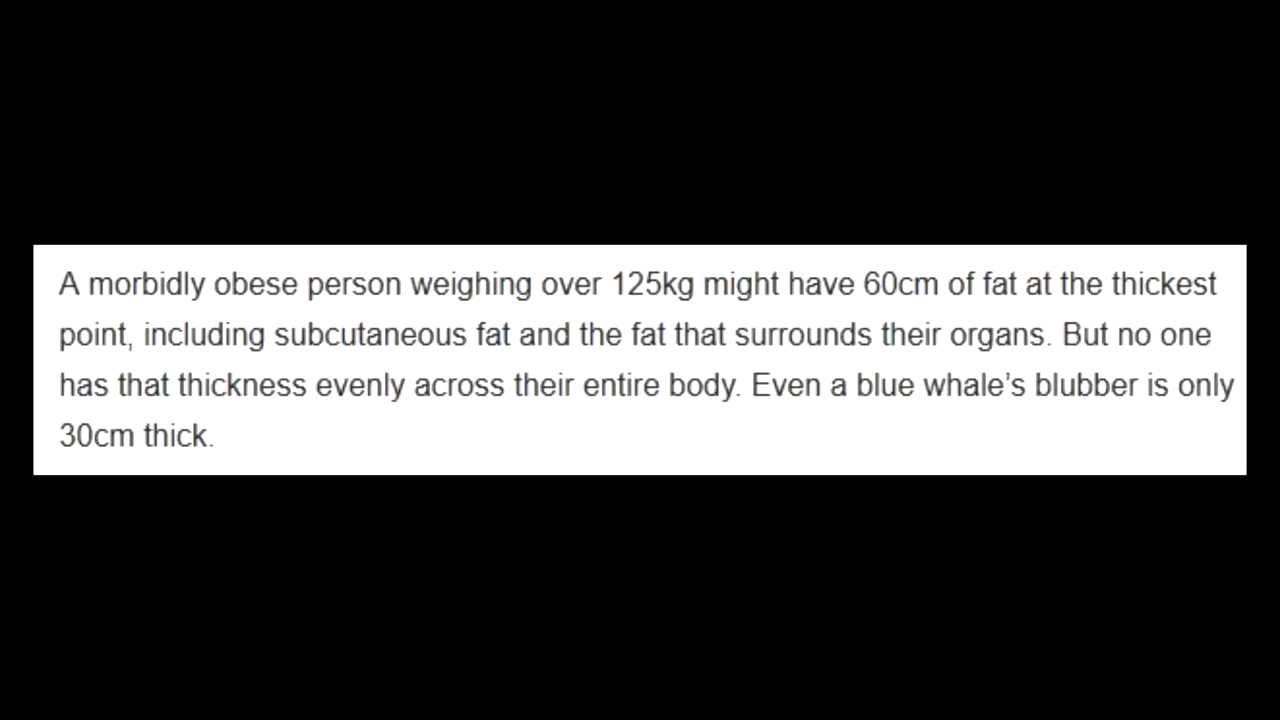 A morbidly obese person weighing over 125kg might have 60cm of fat at the thickest
point, including subcutaneous fat and the fat that surrounds their organs. But no one
has that thickness evenly across their entire body. Even a blue whale’s blubber is only
30cm thick.